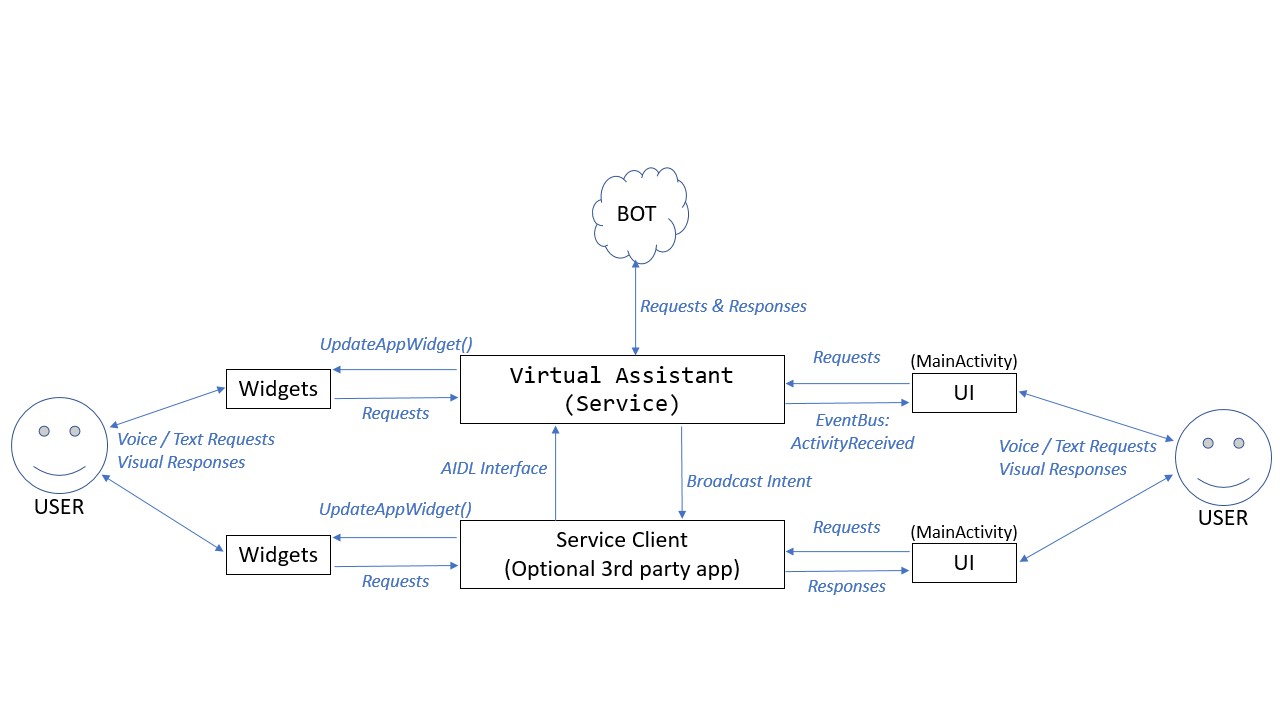 BOT
Requests & Responses
UpdateAppWidget()
Requests
(MainActivity)
Virtual Assistant
(Service)
Widgets
UI
Requests
EventBus:
ActivityReceived
Voice / Text Requests
Visual Responses
Voice / Text Requests
Visual Responses
AIDL Interface
Broadcast Intent
USER
USER
UpdateAppWidget()
Requests
(MainActivity)
Service Client
(Optional 3rd party app)
Widgets
UI
Requests
Responses